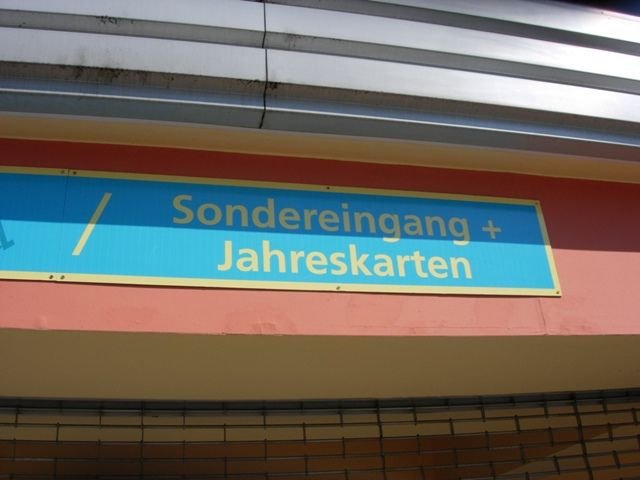 / Sondereingang +
Jahreskarten